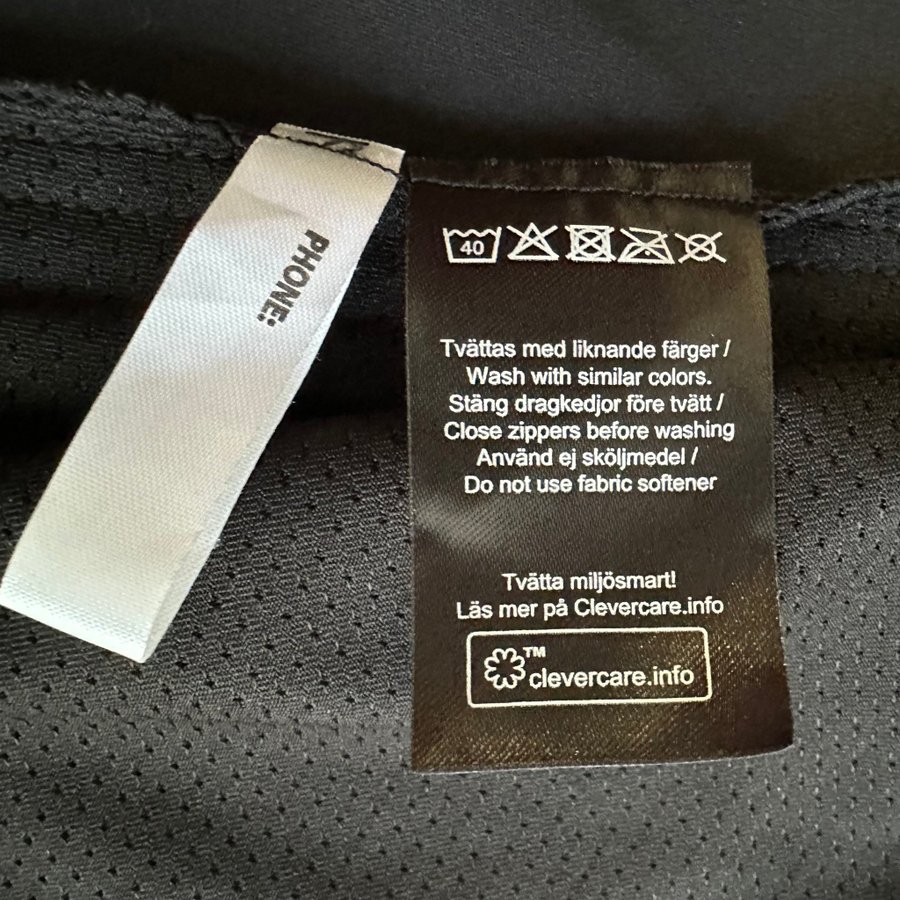 PHONE:
40
Tvättas med liknande färger /
Wash with similar colors.
Stäng dragkedjor före tvätt /
Close zippers before washing
Använd ej sköljmedel /
Do not use fabric softener
Tvätta miljösmart!
Läs mer på Clevercare.info
TM
clevercare.info